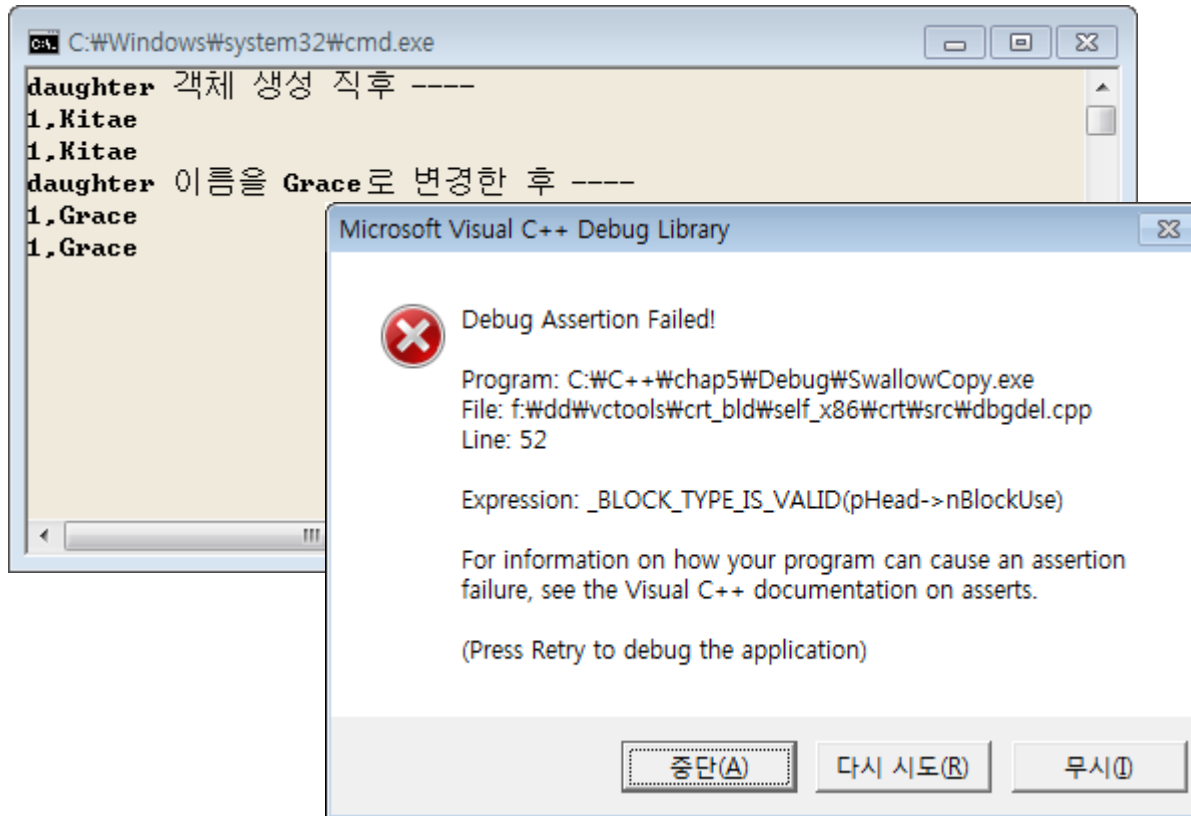 C:₩Windows₩system32₩cmd.exe
daughter 객체 생성 직후 ----
1,Kitae
1,Kitae
daughter 이름을 Grace로 변경한 후 ----
1,Grace
1,Grace
Microsoft Visual C++ Debug Library
Debug Assertion Failed!
Program: C:₩C++₩chap5₩Debug₩SwallowCopy.exe
File: f:₩dd₩vctools₩crt_bld₩self_x86₩crt₩src₩dbgdel.cpp
Line: 52
Expression: _BLOCK_TYPE_IS_VALID(pHead->nBlockUse)
For information on how your program can cause an assertion
failure, see the Visual C++ documentation on asserts.
(Press Retry to debug the application)
중단(A)
다시 시도(R)
무시(I)